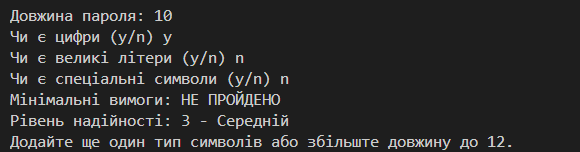 Довжина пароля: 10
Чи є цифри (y/n) y
Чи є великі літери (y/n) n
Чи є спеціальні символи (y/n) n
Мінімальні вимоги: НЕ ПРОЙДЕНО
Рівень надійності: 3 - Середній
Додайте ще один тип символів або збільште довжину до 12.